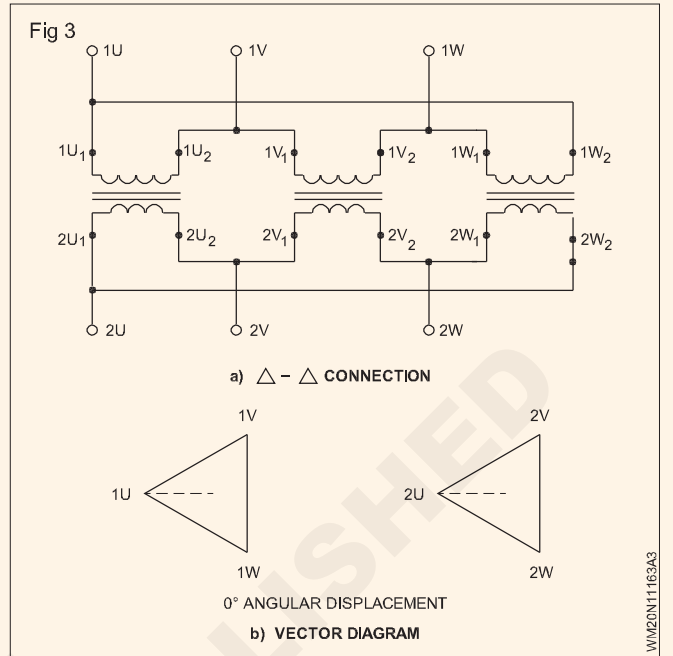 Fig 3
1U 1V 1W
1U₁ 1U₂ 1V₁ 1V₂ 1W₁ 1W₂
2U₁ 2U₂ 2V₁ 2V₂ 2W₁ 2W₂
2U 2V 2W
a) △ – △ CONNECTION
1V 2V
1U 2U
1W 2W
0° ANGULAR DISPLACEMENT
b) VECTOR DIAGRAM
WM20N11163A3
LISHED